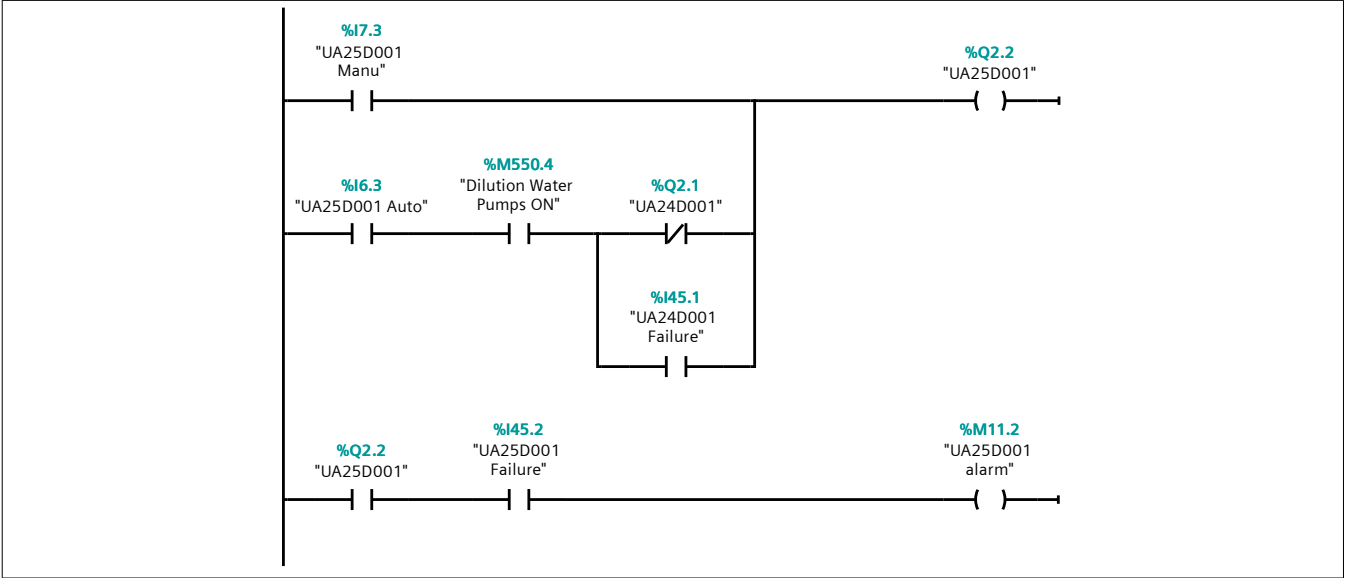 %I7.3
"UA25D001
Manu"
%Q2.2
"UA25D001"
%I6.3
"UA25D001 Auto"
%M550.4
"Dilution Water
Pumps ON"
%Q2.1
"UA24D001"
%I45.1
"UA24D001
Failure"
%Q2.2
"UA25D001"
%I45.2
"UA25D001
Failure"
%M11.2
"UA25D001
alarm"